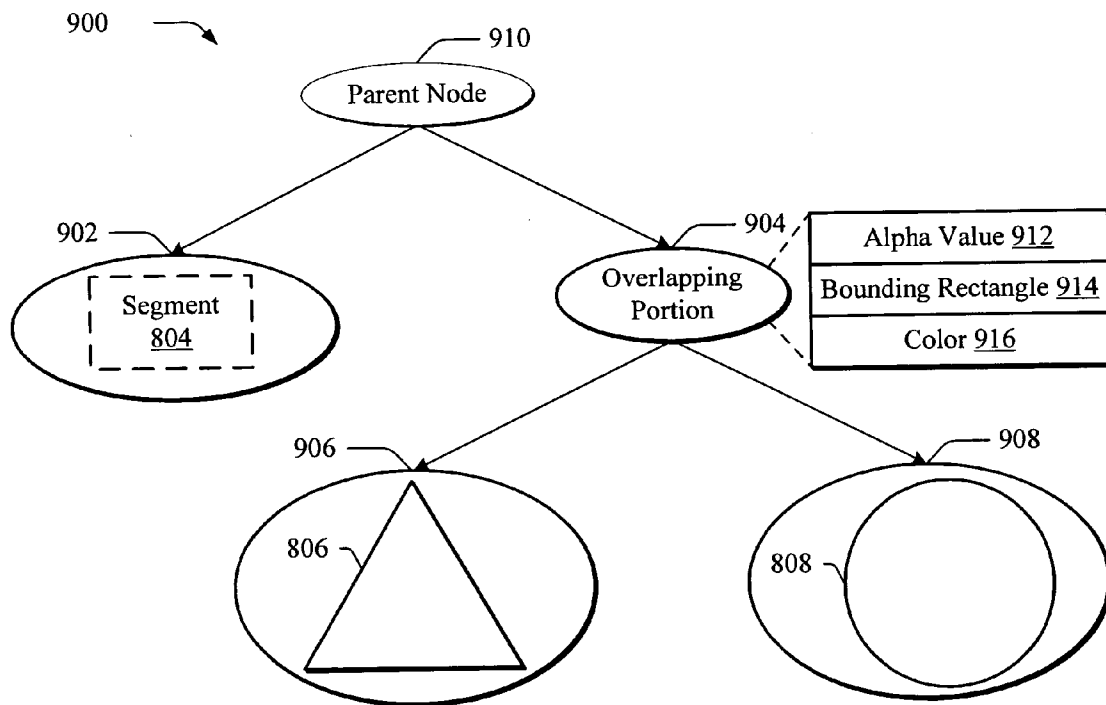 900
910
Parent Node
902
904
Segment
804
Overlapping
Portion
Alpha Value 912
Bounding Rectangle 914
Color 916
906
908
806
808